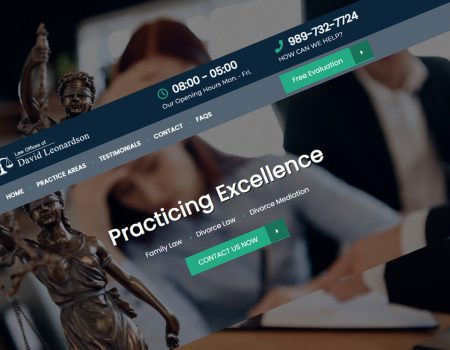 Law Offices of
David Leonardson
08:00 - 05:00
Our Opening Hours Mon. - Fri.
989-732-7724
HOW CAN WE HELP?
Free Evaluation
HOME PRACTICE AREAS TESTIMONIALS CONTACT FAQS
Practicing Excellence
Family Law Divorce Law Divorce Mediation
CONTACT US NOW